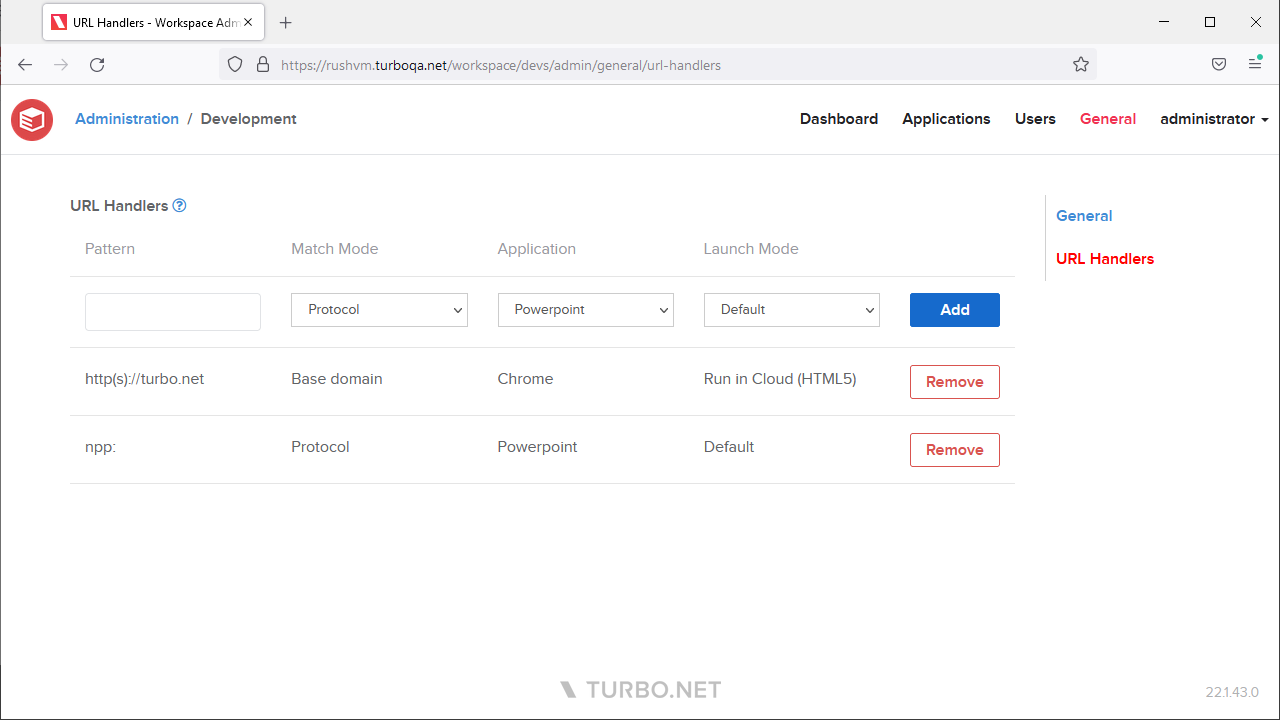 URL Handlers - Workspace Adm
https://rushvm.turboqa.net/workspace/devs/admin/general/url-handlers
Administration / Development
Dashboard Applications Users General administrator
URL Handlers
Pattern Match Mode Application Launch Mode
Protocol Powerpoint Default Add
http(s)://turbo.net Base domain Chrome Run in Cloud (HTML5) Remove
npp: Protocol Powerpoint Default Remove
General
URL Handlers
TURBO.NET
22.1.43.0